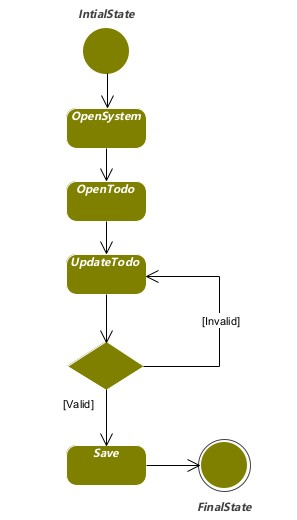 IntialState
OpenSystem
OpenTodo
UpdateTodo
[Invalid]
[Valid]
Save
FinalState